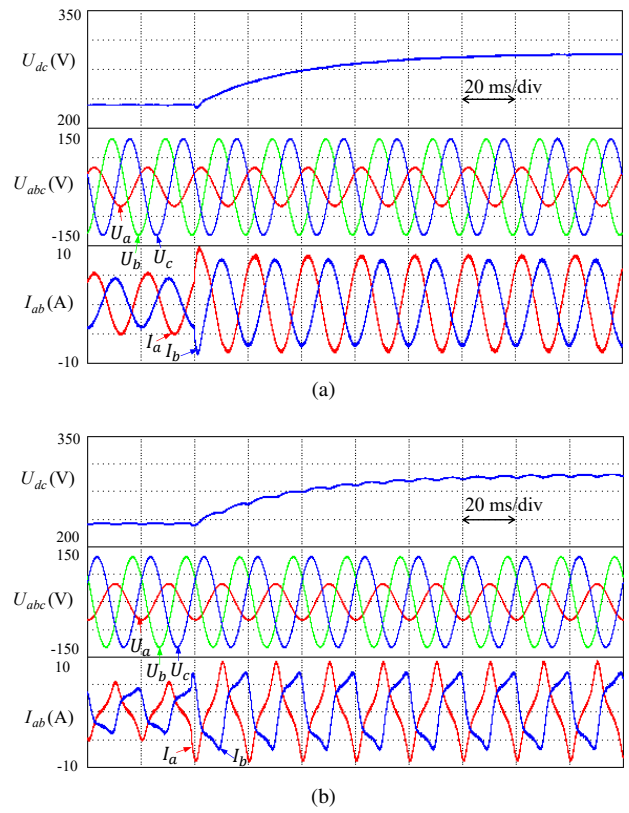 350
U_dc(V)
20 ms/div
200
150
U_abc(V)
-150
U_a
U_b U_c
10
I_ab(A)
I_a I_b
-10
(a)
350
U_dc(V)
20 ms/div
200
150
U_abc(V)
-150
U_a
U_b U_c
10
I_ab(A)
I_a I_b
-10
(b)